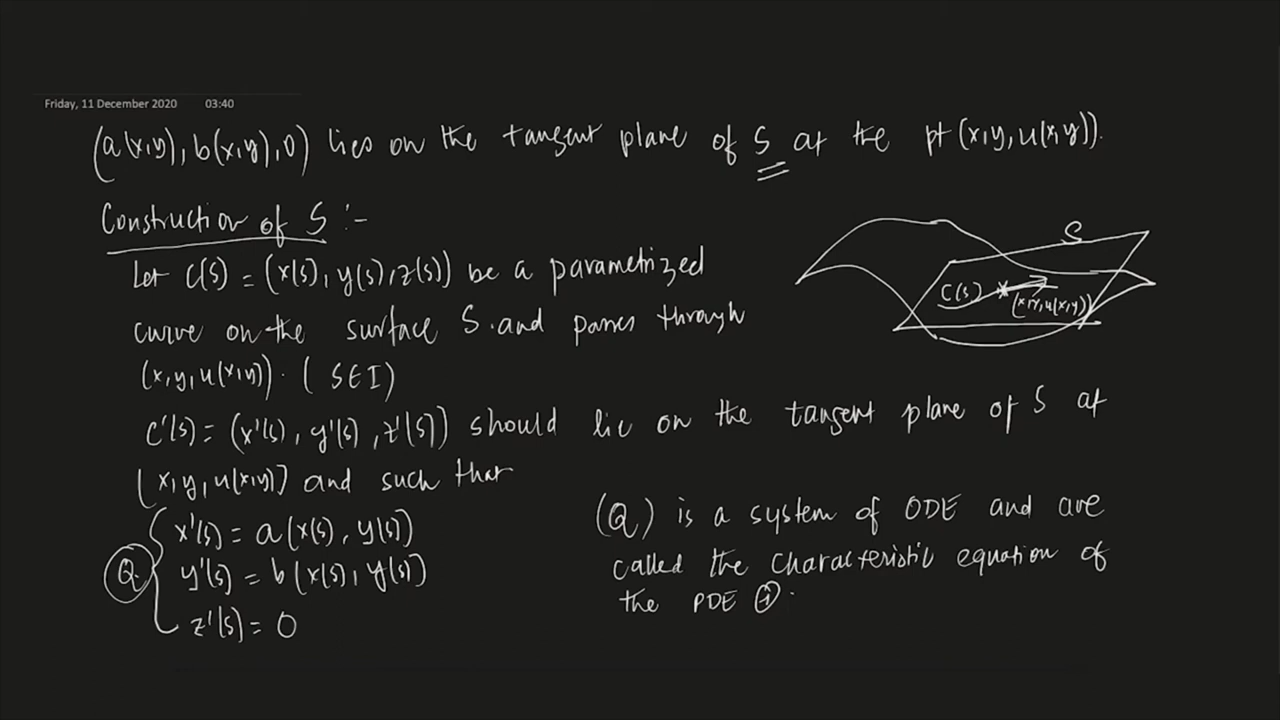 Friday, 11 December 2020 03:40
(a(x,y), b(x,y), 0) lies on the tangent plane of S at the pt (x,y,u(x,y)).
Construction of S :-
Let C(s) = (x(s), y(s), z(s)) be a parametrized
curve on the surface S. and passes through
(x,y,u(x,y)). (S∈I)
C'(s) = (x'(s), y'(s), z'(s)) should lie on the tangent plane of S at
(x,y,u(x,y)) and such that
x'(s) = a(x(s), y(s))
Q y'(s) = b(x(s), y(s))
z'(s) = 0
S
C(s)
(x,y,u(x,y))
(Q) is a system of ODE and are
called the characteristic equation of
the PDE ①.